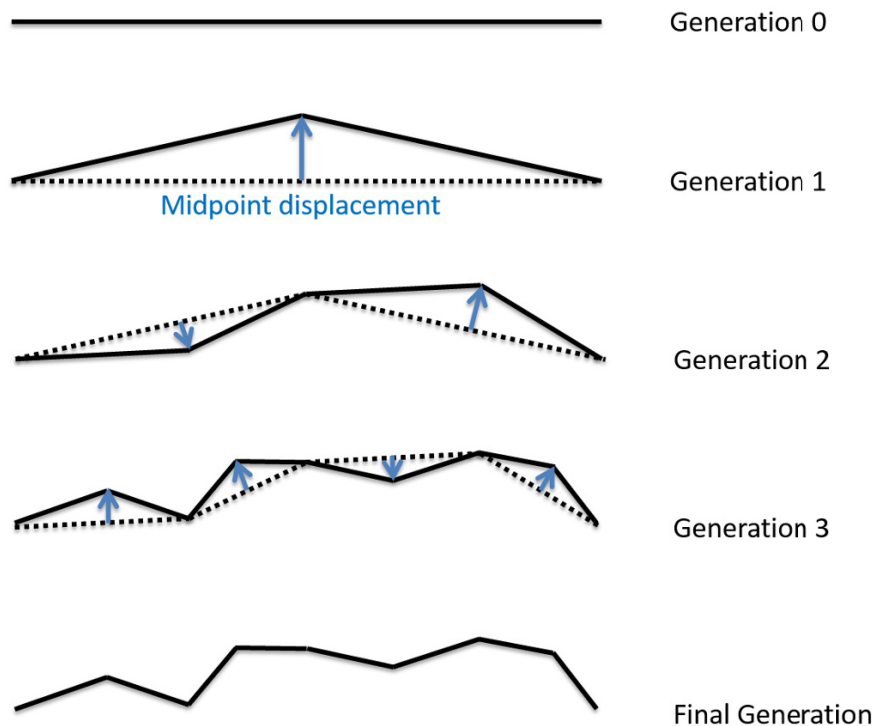 Generation 0
Generation 1
Midpoint displacement
Generation 2
Generation 3
Final Generation